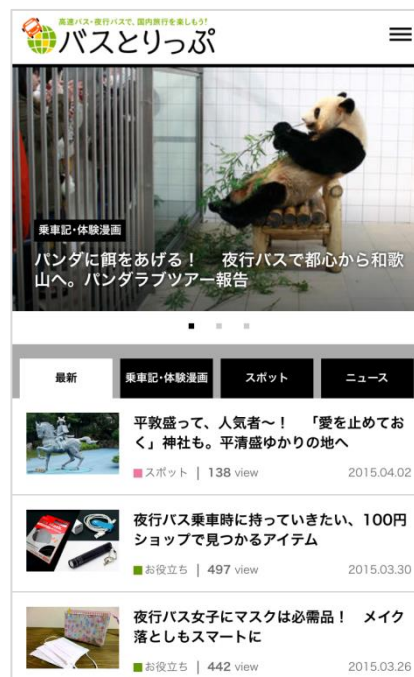 高速バス・夜行バスで、国内旅行を楽しもう!
バスとりっぷ
乗車記・体験漫画
パンダに餌をあげる！　夜行バスで都心から和歌
山へ。パンダラブツアー報告
最新
乗車記・体験漫画
スポット
ニュース
平敦盛って、人気者〜！　「愛を止めてお
く」神社も。平清盛ゆかりの地へ
スポット | 138 view
2015.04.02
夜行バス乗車時に持っていきたい、100円
ショップで見つかるアイテム
お役立ち | 497 view
2015.03.30
夜行バス女子にマスクは必需品！　メイク
落としもスマートに
お役立ち | 442 view
2015.03.26